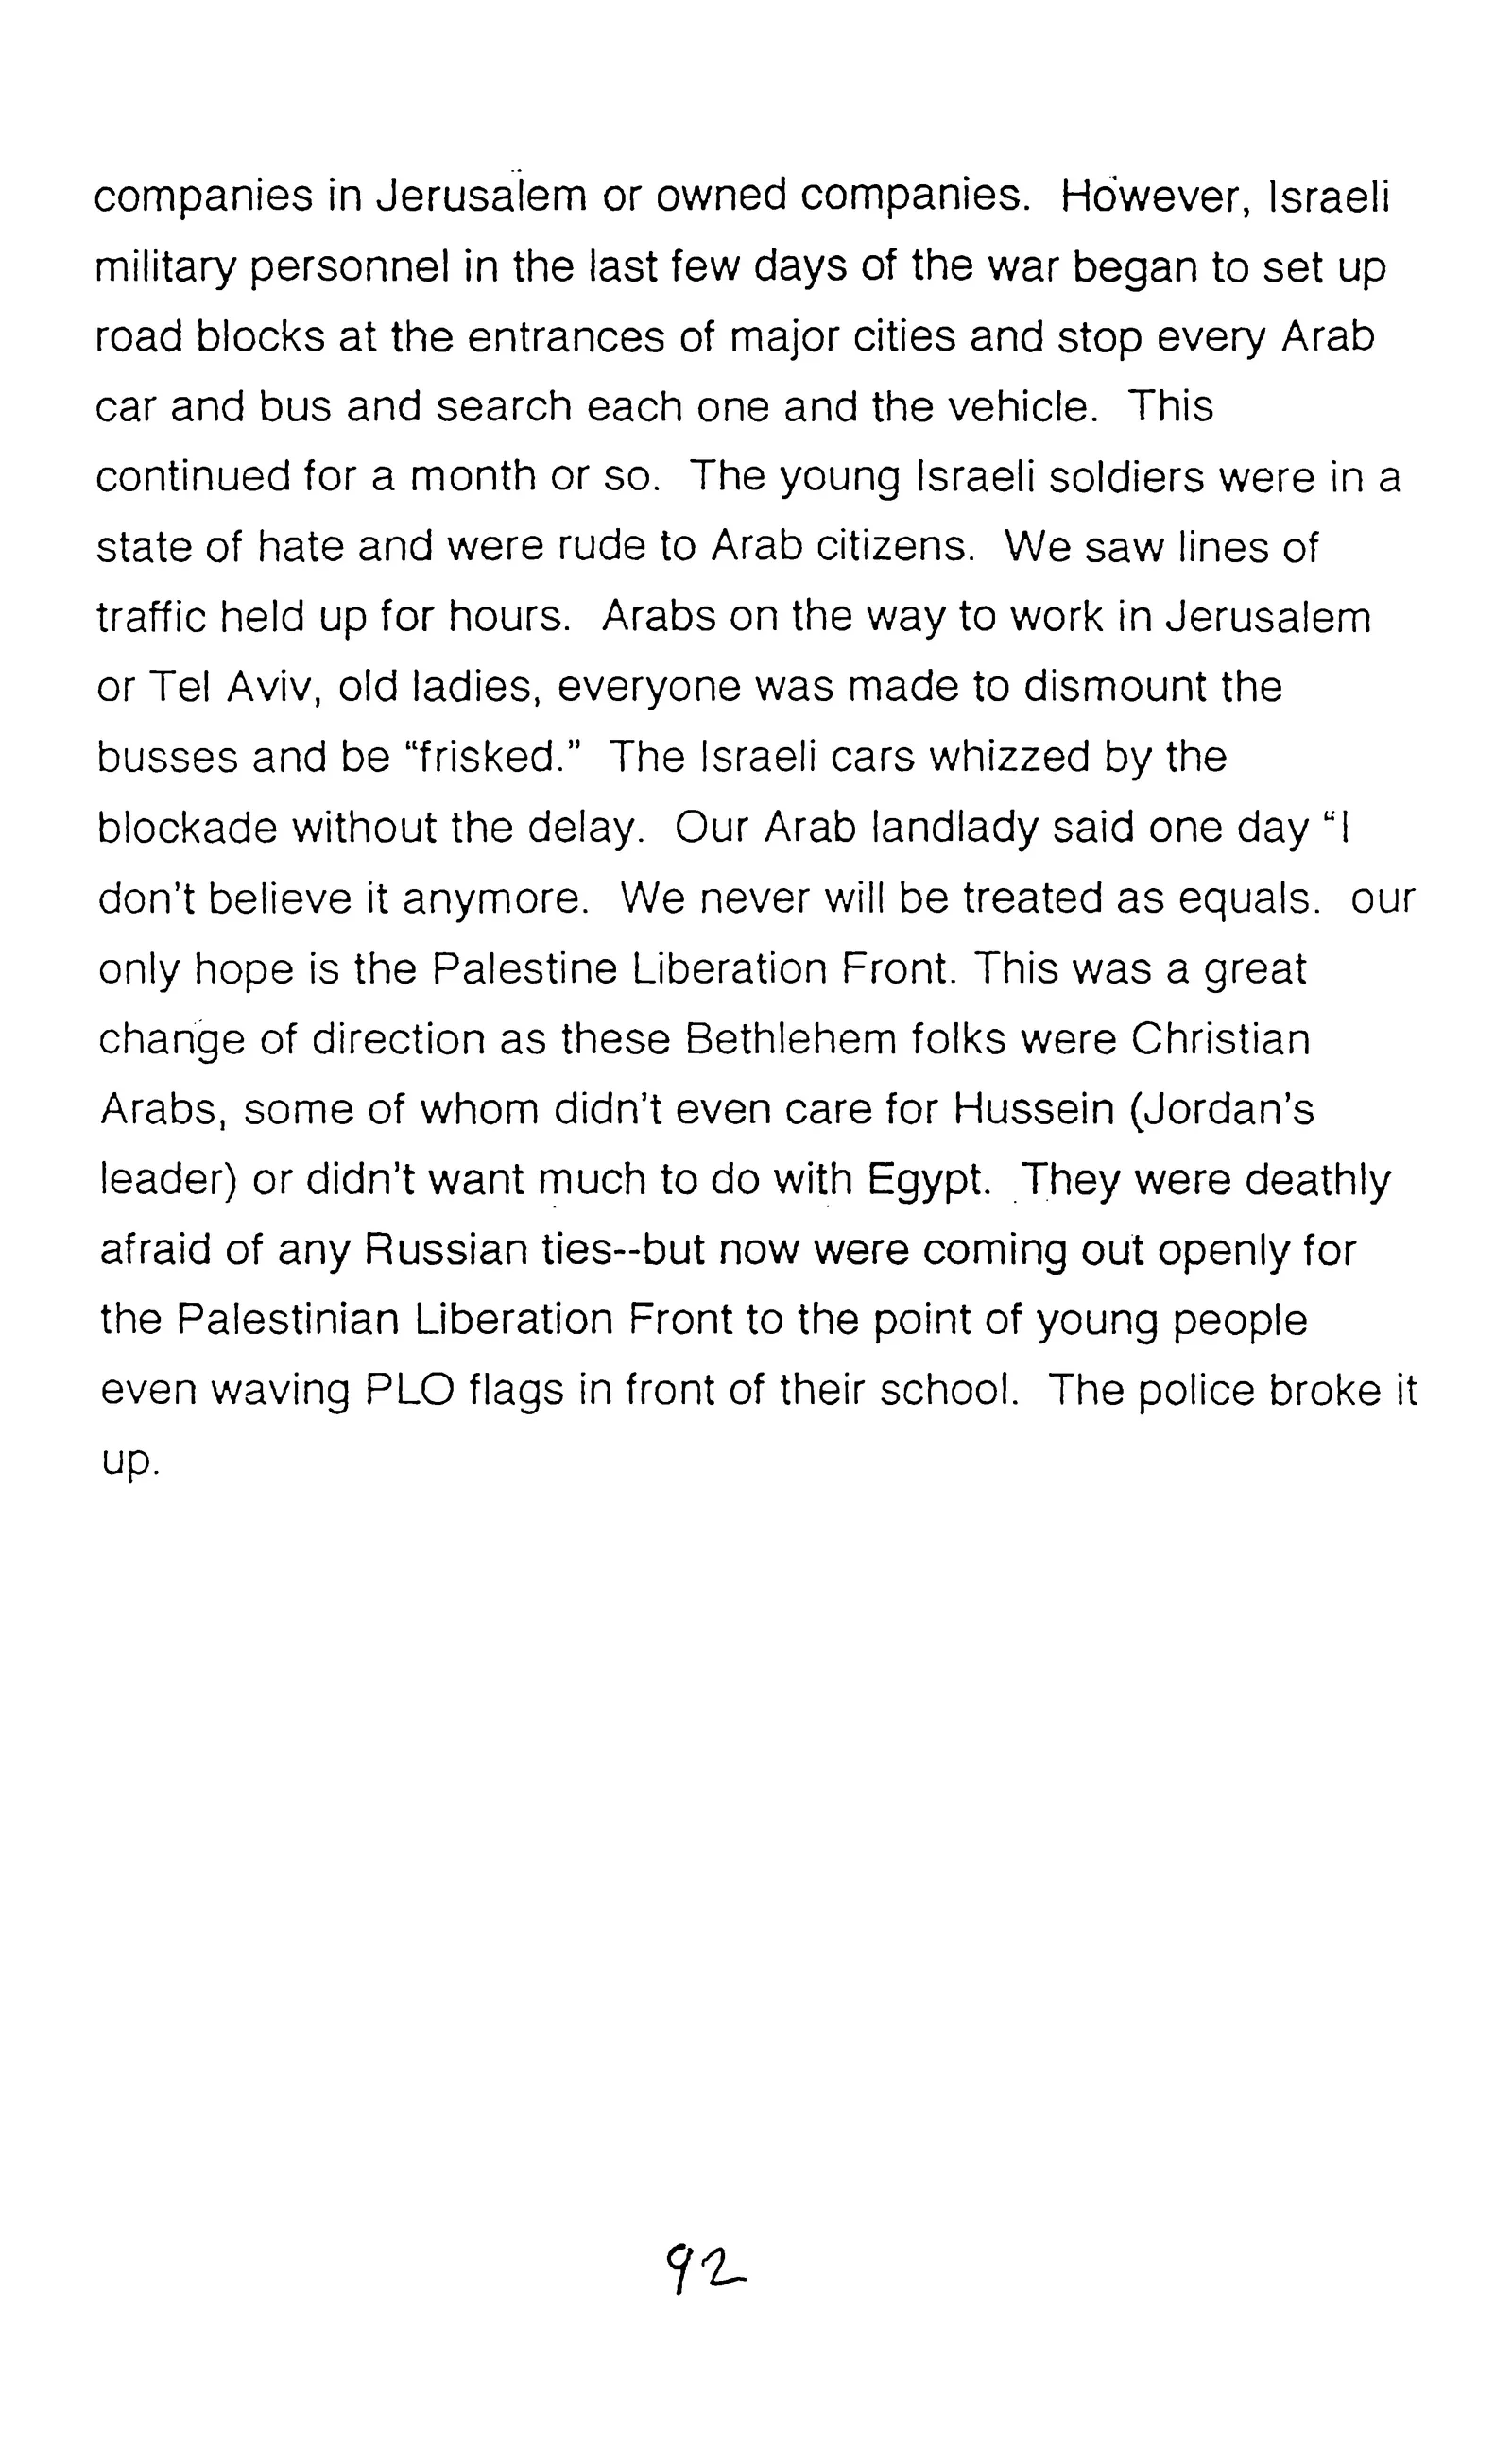 companies in Jerusalem or owned companies.  However, Israeli
military personnel in the last few days of the war began to set up
road blocks at the entrances of major cities and stop every Arab
car and bus and search each one and the vehicle.  This
continued for a month or so.  The young Israeli soldiers were in a
state of hate and were rude to Arab citizens.  We saw lines of
traffic held up for hours.  Arabs on the way to work in Jerusalem
or Tel Aviv, old ladies, everyone was made to dismount the
busses and be “frisked.”  The Israeli cars whizzed by the
blockade without the delay.  Our Arab landlady said one day “I
don’t believe it anymore.  We never will be treated as equals.  our
only hope is the Palestine Liberation Front. This was a great
change of direction as these Bethlehem folks were Christian
Arabs, some of whom didn’t even care for Hussein (Jordan’s
leader) or didn’t want much to do with Egypt.  They were deathly
afraid of any Russian ties--but now were coming out openly for
the Palestinian Liberation Front to the point of young people
even waving PLO flags in front of their school.  The police broke it
up.
92